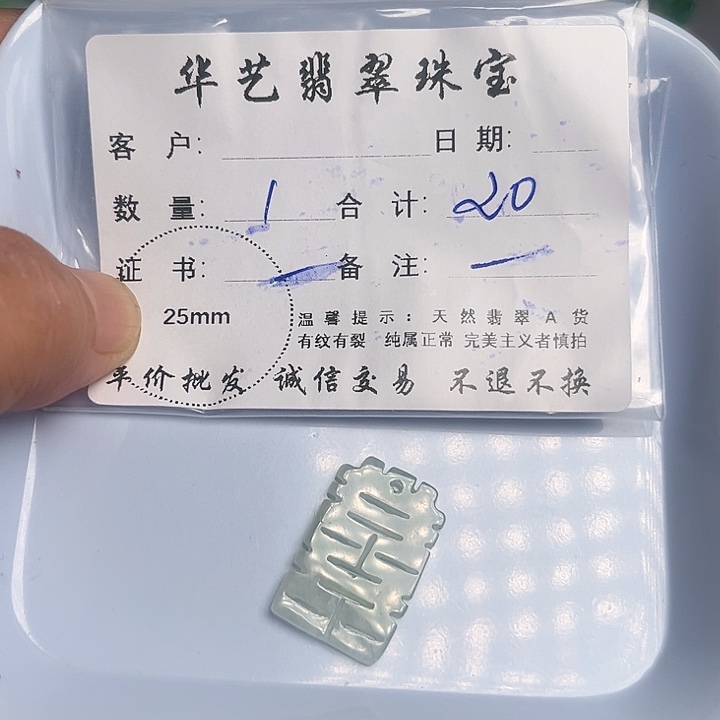 华艺翡翠珠宝
客 户: 日 期:
数 量: 1 合 计: 20
证 书: — 备 注: —
25mm
温馨提示: 天然翡翠A货
有纹有裂 纯属正常 完美主义者慎拍
平价批发 诚信交易 不退不换